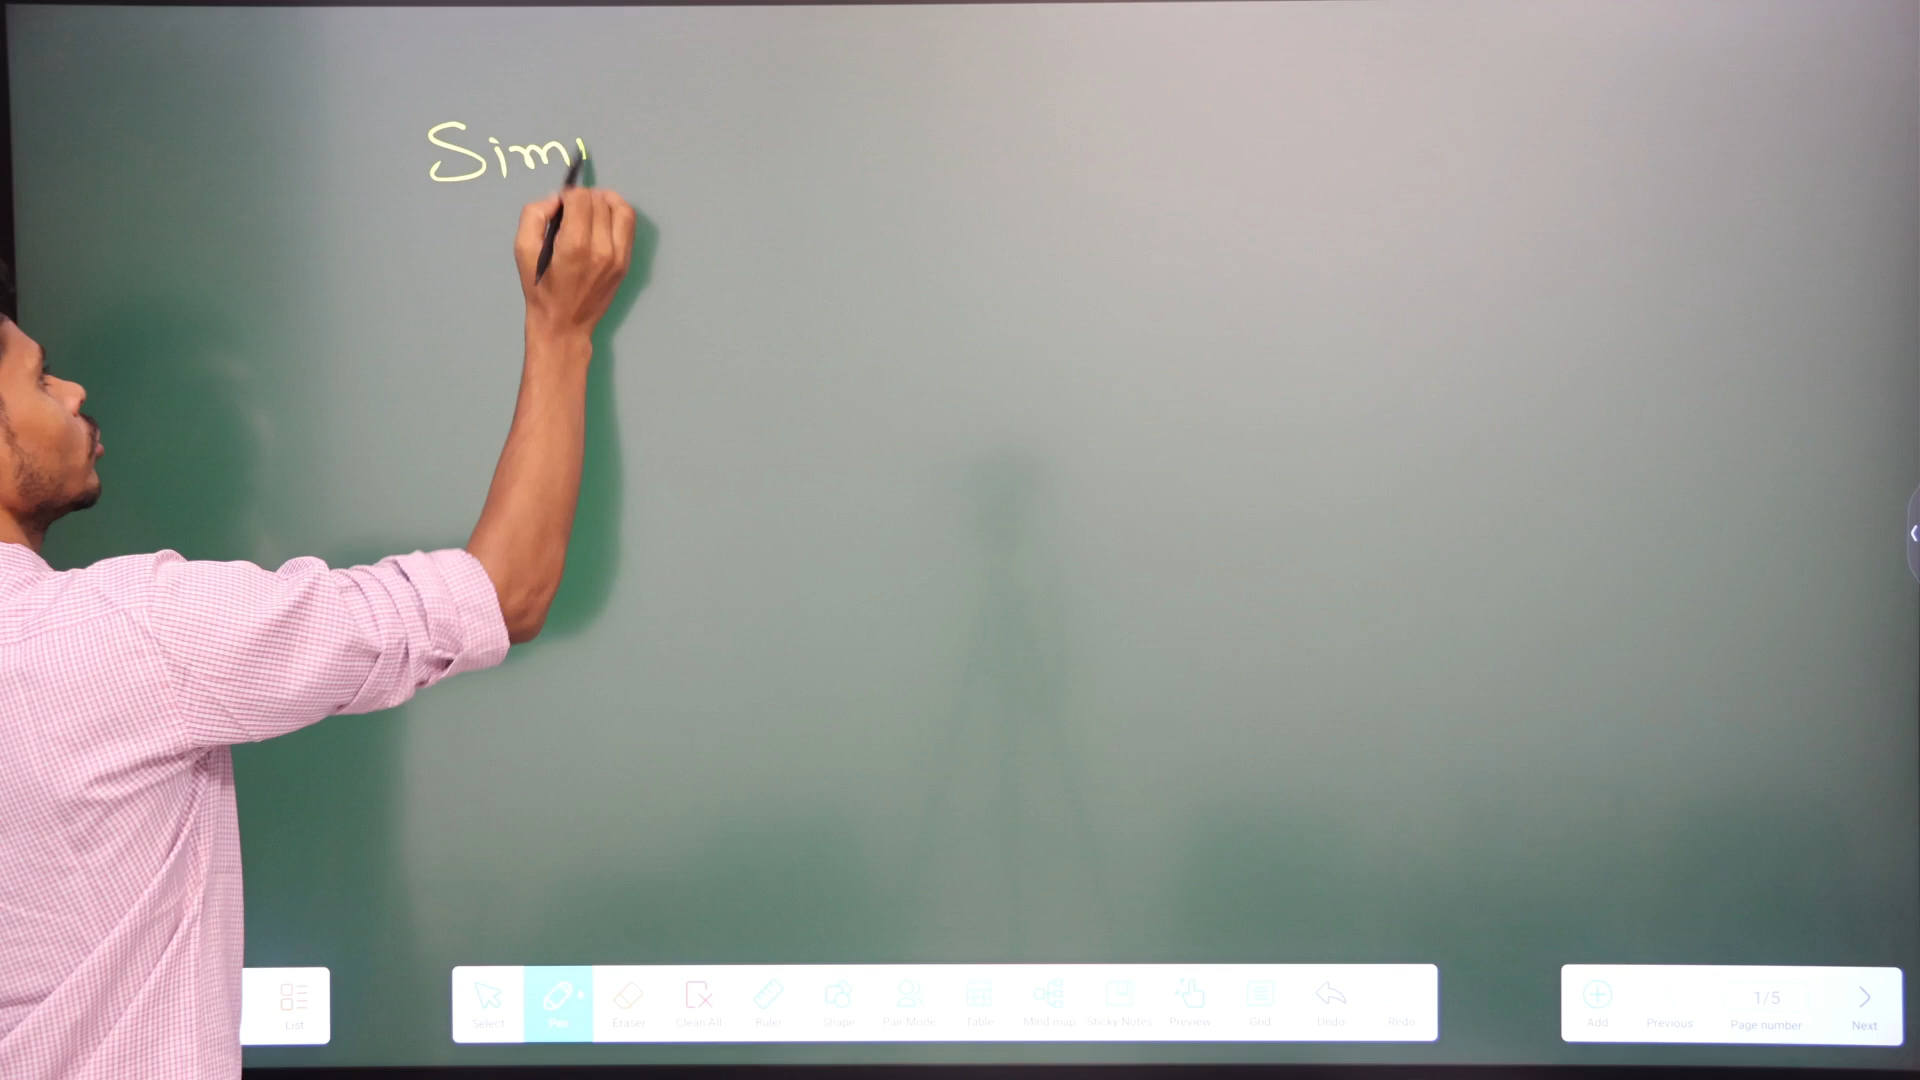 Sim
List
Select
Pen
Eraser
Clean All
Ruler
Shape
Pair Mode
Table
Mind map
Sticky Notes
Preview
Grid
Undo
Redo
Add
Previous
1/5
Page number
Next